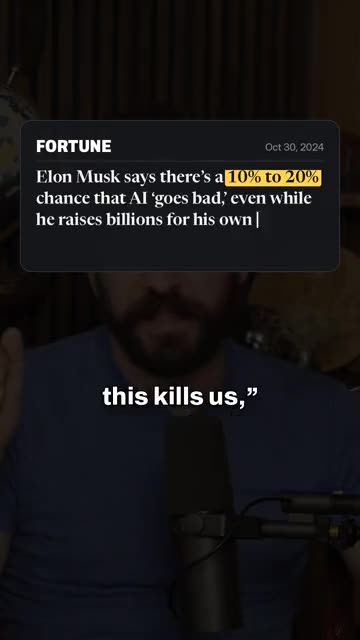 FORTUNE
Oct 30, 2024
Elon Musk says there's a 10% to 20%
chance that AI ‘goes bad,’ even while
he raises billions for his own
this kills us,”